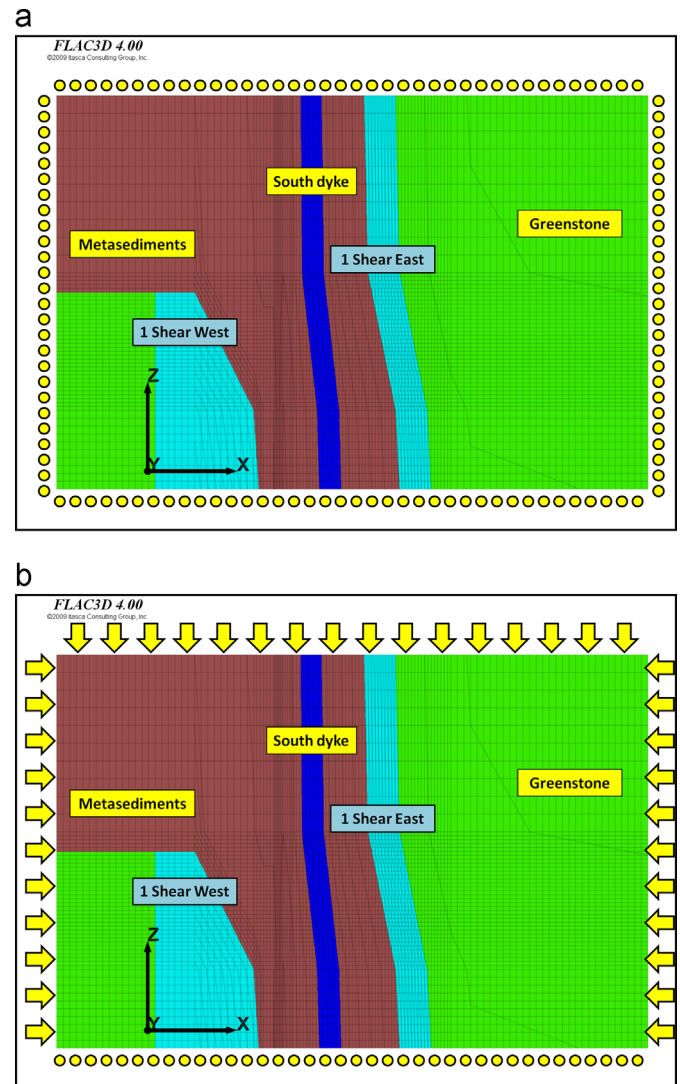 a
FLAC3D 4.00
©2009 Itasca Consulting Group, Inc.
South dyke
Greenstone
Metasediments
1 Shear East
1 Shear West
Z
Y
X
b
FLAC3D 4.00
©2009 Itasca Consulting Group, Inc.
South dyke
Greenstone
Metasediments
1 Shear East
1 Shear West
Z
Y
X